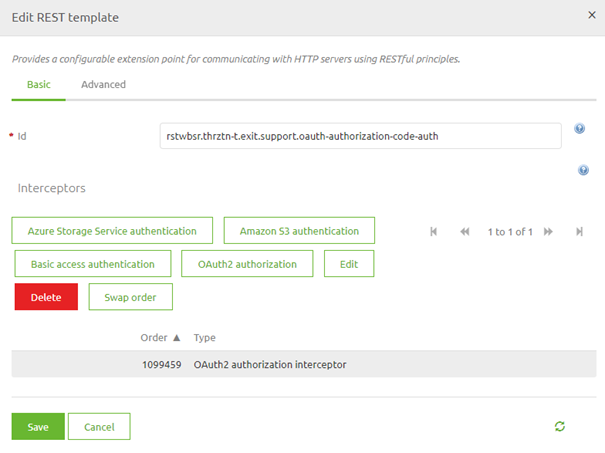 Edit REST template ×
Provides a configurable extension point for communicating with HTTP servers using RESTful principles.
Basic Advanced
* Id rstwbsr.thrztn-t.exit.support.oauth-authorization-code-auth
Interceptors
Azure Storage Service authentication Amazon S3 authentication 1 to 1 of 1
Basic access authentication OAuth2 authorization Edit
Delete Swap order
Order ▲ Type
1099459 OAuth2 authorization interceptor
Save Cancel